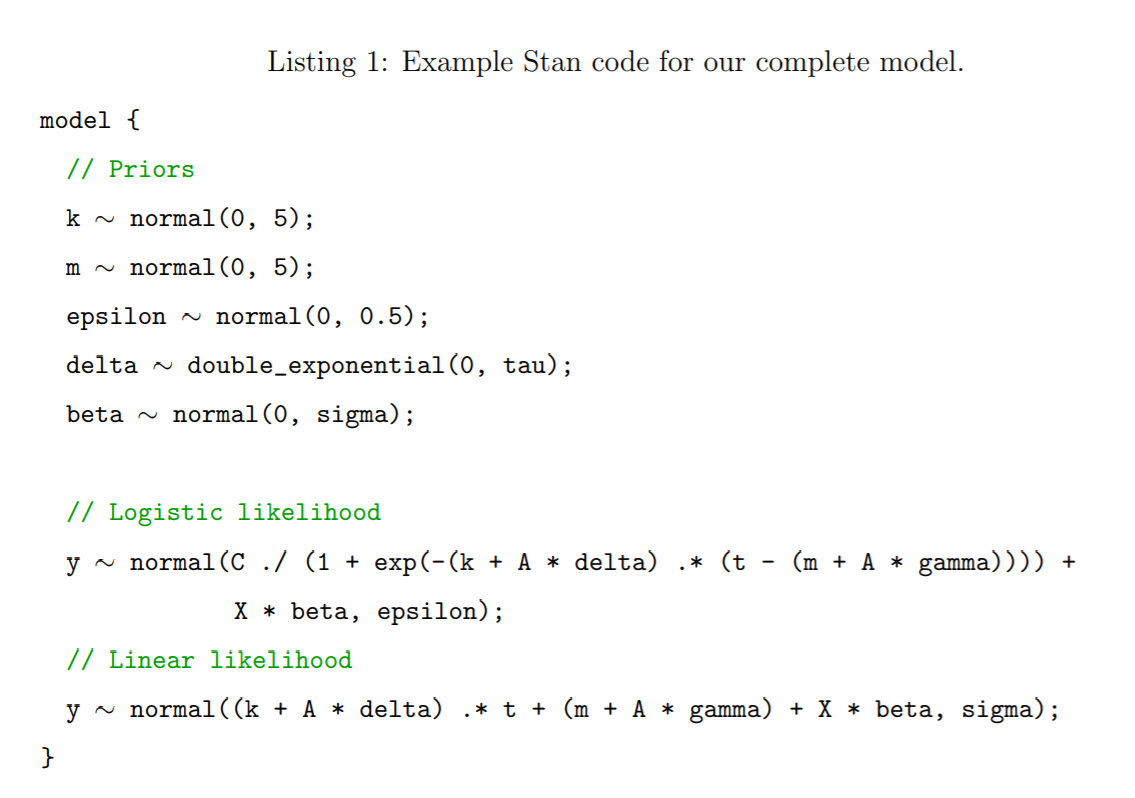 Listing 1: Example Stan code for our complete model.
model {
// Priors
k ∼ normal(0, 5);
m ∼ normal(0, 5);
epsilon ∼ normal(0, 0.5);
delta ∼ double_exponential(0, tau);
beta ∼ normal(0, sigma);
// Logistic likelihood
y ∼ normal(C ./ (1 + exp(-(k + A * delta) .* (t - (m + A * gamma)))) +
X * beta, epsilon);
// Linear likelihood
y ∼ normal((k + A * delta) .* t + (m + A * gamma) + X * beta, sigma);
}